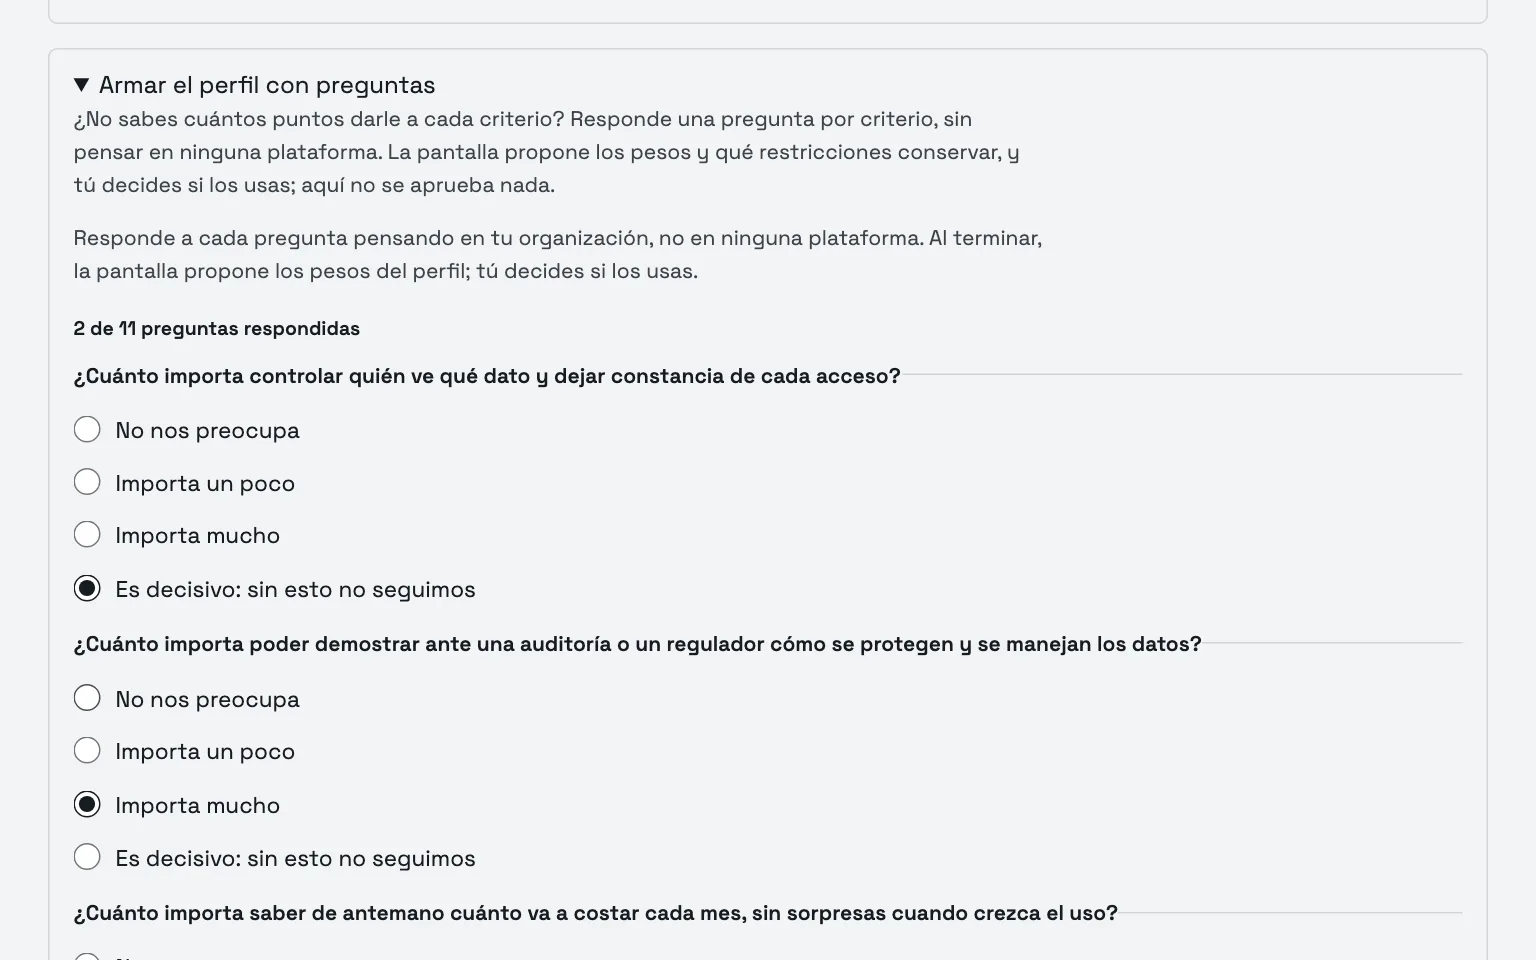 Armar el perfil con preguntas
¿No sabes cuántos puntos darle a cada criterio? Responde una pregunta por criterio, sin
pensar en ninguna plataforma. La pantalla propone los pesos y qué restricciones conservar, y
tú decides si los usas; aquí no se aprueba nada.
Responde a cada pregunta pensando en tu organización, no en ninguna plataforma. Al terminar,
la pantalla propone los pesos del perfil; tú decides si los usas.
2 de 11 preguntas respondidas
¿Cuánto importa controlar quién ve qué dato y dejar constancia de cada acceso?
No nos preocupa
Importa un poco
Importa mucho
Es decisivo: sin esto no seguimos
¿Cuánto importa poder demostrar ante una auditoría o un regulador cómo se protegen y se manejan los datos?
No nos preocupa
Importa un poco
Importa mucho
Es decisivo: sin esto no seguimos
¿Cuánto importa saber de antemano cuánto va a costar cada mes, sin sorpresas cuando crezca el uso?